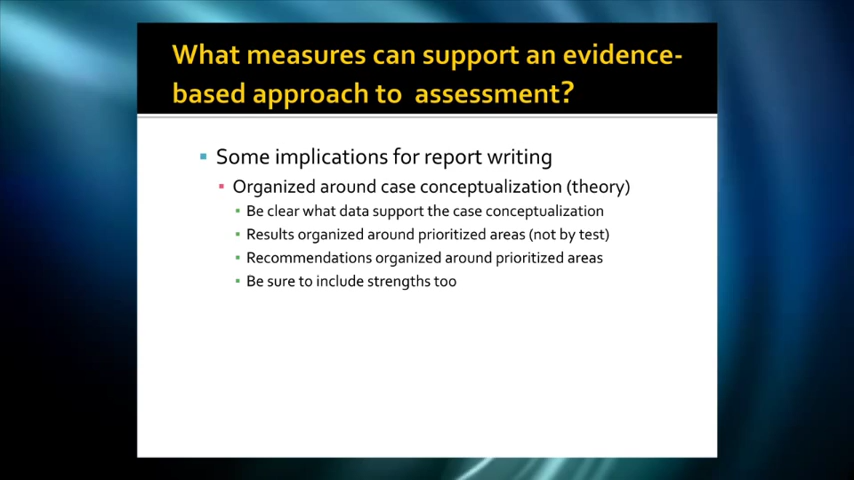 What measures can support an evidence-
based approach to assessment?
Some implications for report writing
Organized around case conceptualization (theory)
Be clear what data support the case conceptualization
Results organized around prioritized areas (not by test)
Recommendations organized around prioritized areas
Be sure to include strengths too